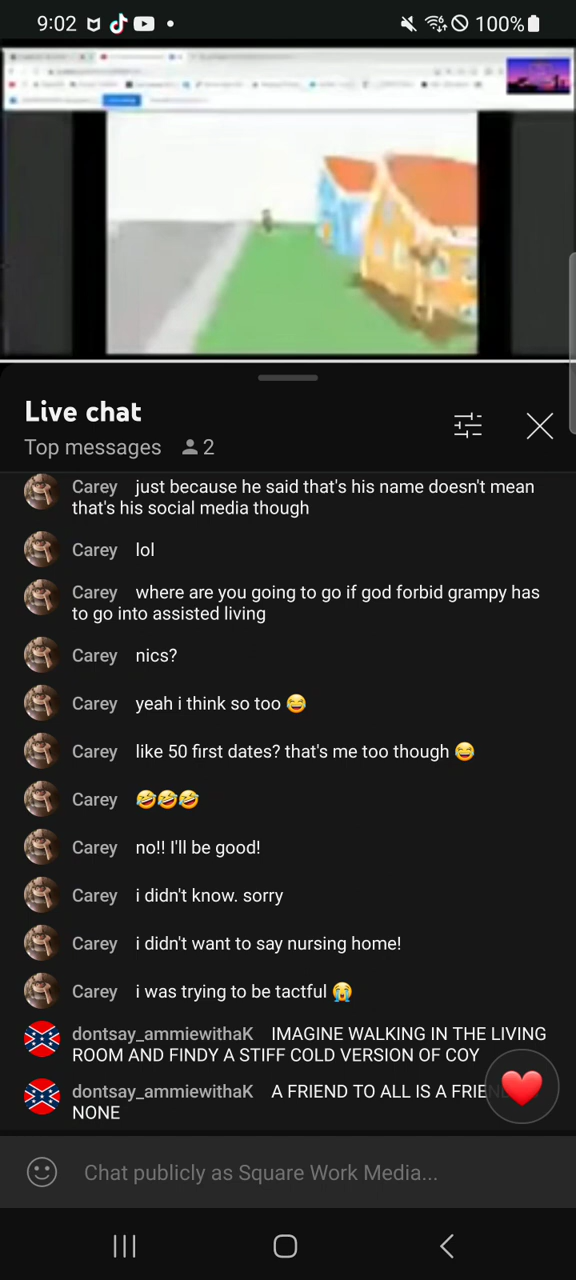 9:02 100%
Live chat
Top messages 2
Carey just because he said that's his name doesn't mean
that's his social media though
Carey lol
Carey where are you going to go if god forbid grampy has
to go into assisted living
Carey nics?
Carey yeah i think so too 😂
Carey like 50 first dates? that's me too though 😂
Carey 🤣🤣🤣
Carey no!! I'll be good!
Carey i didn't know. sorry
Carey i didn't want to say nursing home!
Carey i was trying to be tactful 😭
dontsay_ammiewithaK IMAGINE WALKING IN THE LIVING
ROOM AND FINDY A STIFF COLD VERSION OF COY
dontsay_ammiewithaK A FRIEND TO ALL IS A
NONE
Chat publicly as Square Work Media...